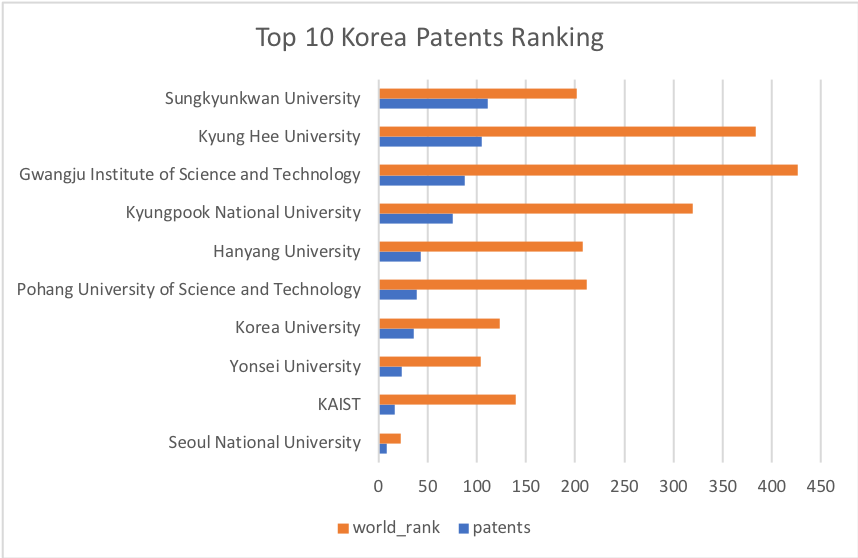 Top 10 Korea Patents Ranking
Sungkyunkwan University
Kyung Hee University
Gwangju Institute of Science and Technology
Kyungpook National University
Hanyang University
Pohang University of Science and Technology
Korea University
Yonsei University
KAIST
Seoul National University
0 50 100 150 200 250 300 350 400 450
world_rank patents